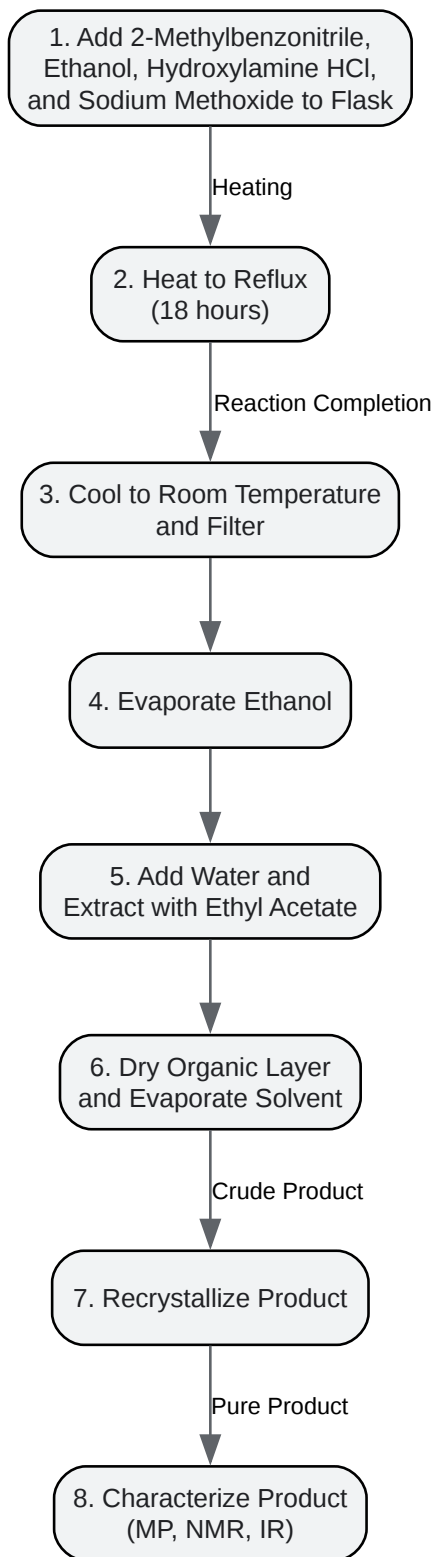 1. Add 2-Methylbenzonitrile,
Ethanol, Hydroxylamine HCl,
and Sodium Methoxide to Flask
Heating
2. Heat to Reflux
(18 hours)
Reaction Completion
3. Cool to Room Temperature
and Filter
4. Evaporate Ethanol
5. Add Water and
Extract with Ethyl Acetate
6. Dry Organic Layer
and Evaporate Solvent
Crude Product
7. Recrystallize Product
Pure Product
8. Characterize Product
(MP, NMR, IR)